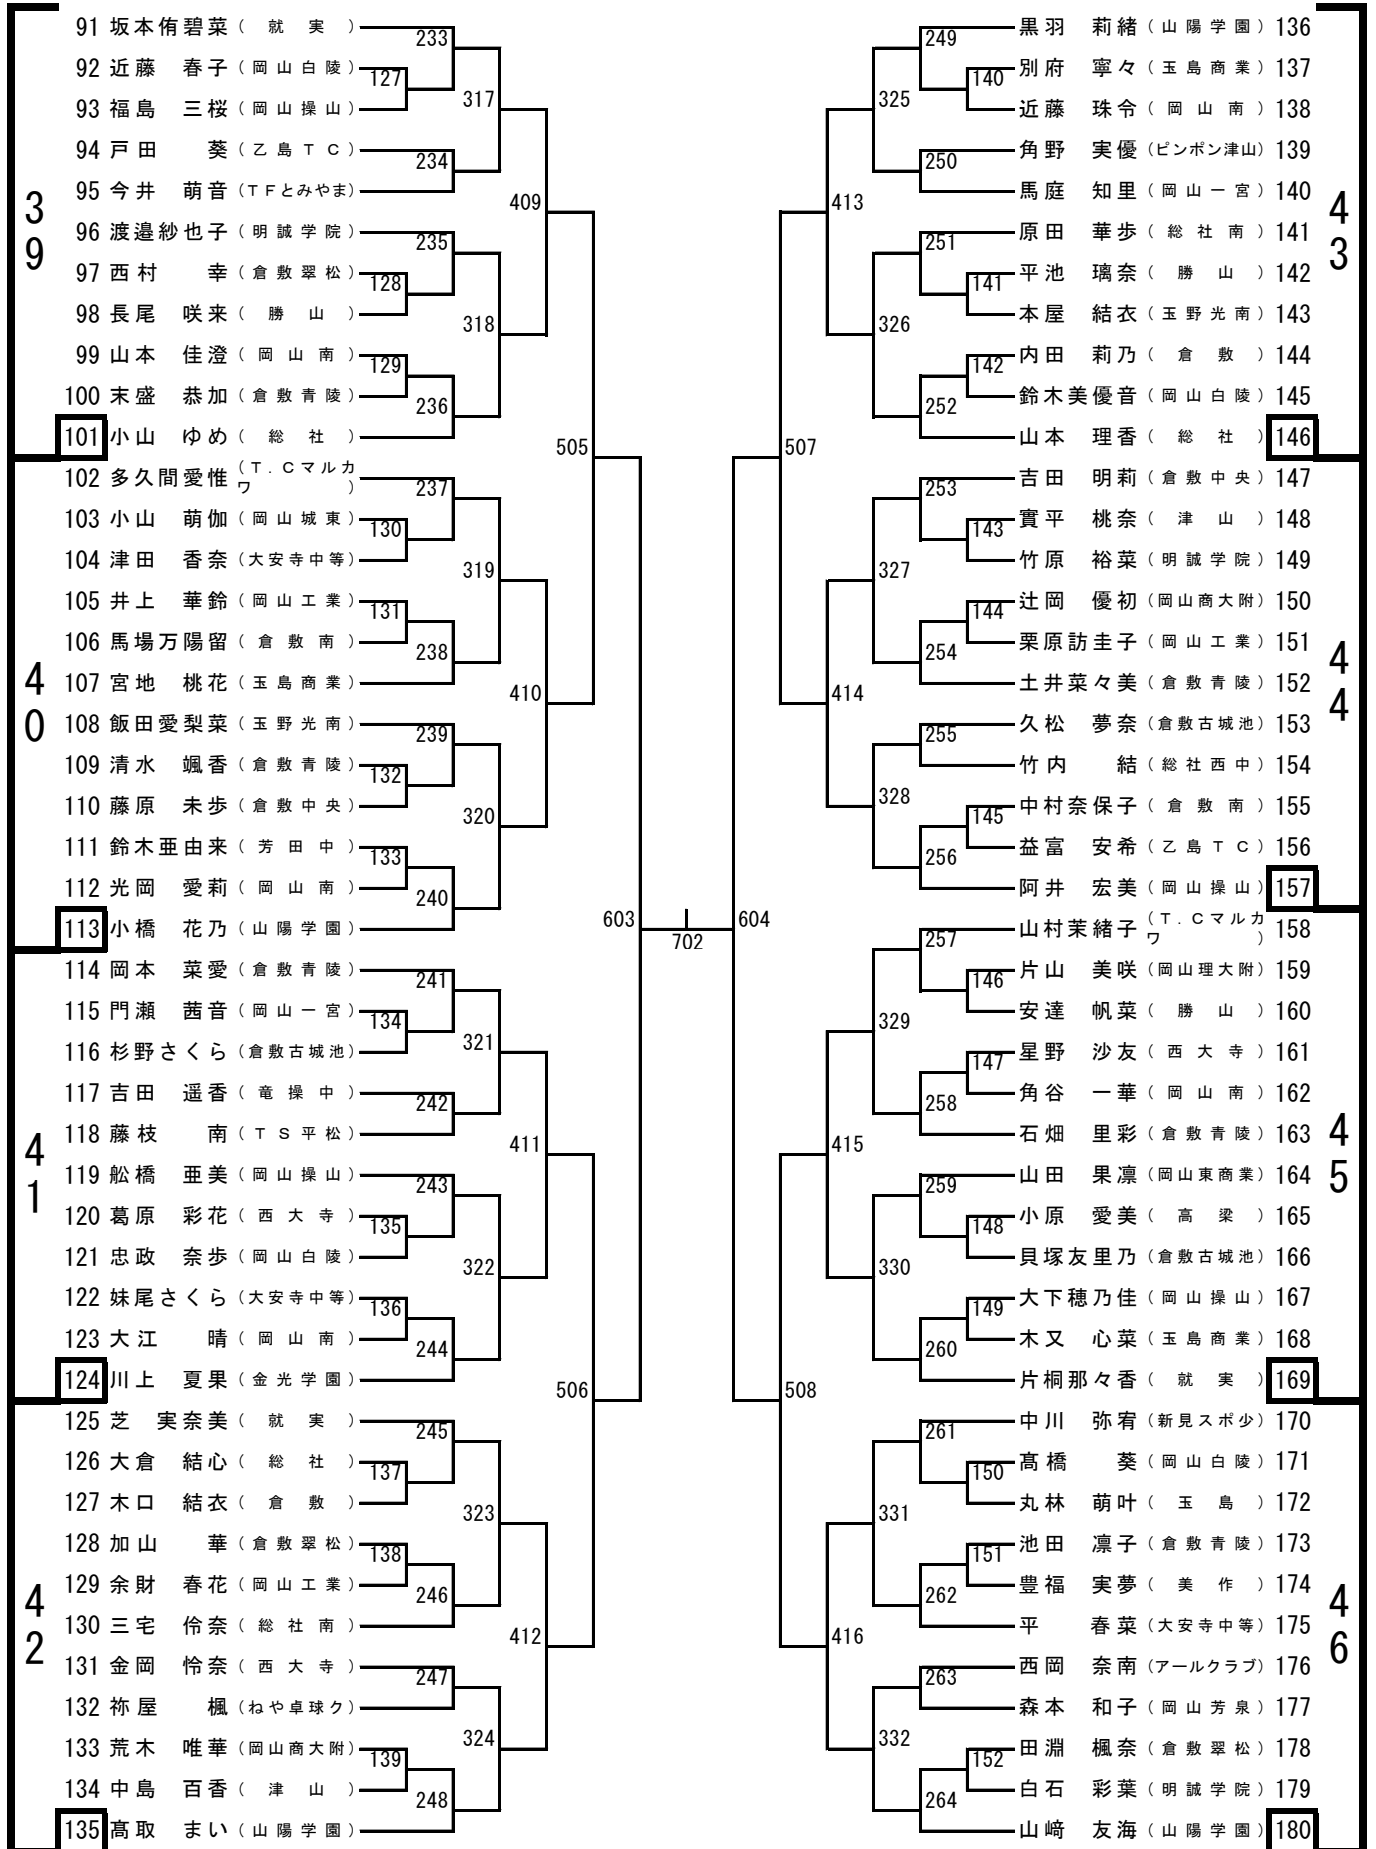 91 坂本侑碧菜 (就実)
92 近藤 春子 (岡山白陵)
93 福島 三桜 (岡山操山)
94 戸田 葵 (乙島TC)
95 今井 萌音 (TFとみやま)
96 渡邉紗也子 (明誠学院)
97 西村 幸 (倉敷翠松)
98 長尾 咲来 (勝山)
99 山本 佳澄 (岡山南)
100 末盛 恭加 (倉敷青陵)
101 小山 ゆめ (総社)
102 多久間愛惟 (T.Cマルカワ)
103 小山 萌伽 (岡山城東)
104 津田 香奈 (大安寺中等)
105 井上 華鈴 (岡山工業)
106 馬場万陽留 (倉敷南)
107 宮地 桃花 (玉島商業)
108 飯田愛梨菜 (玉野光南)
109 清水 颯香 (倉敷青陵)
110 藤原 未歩 (倉敷中央)
111 鈴木亜由来 (芳田中)
112 光岡 愛莉 (岡山南)
113 小橋 花乃 (山陽学園)
114 岡本 菜愛 (倉敷青陵)
115 門瀬 茜音 (岡山一宮)
116 杉野さくら (倉敷古城池)
117 吉田 遥香 (竜操中)
118 藤枝 南 (TS平松)
119 舩橋 亜美 (岡山操山)
120 葛原 彩花 (西大寺)
121 忠政 奈歩 (岡山白陵)
122 妹尾さくら (大安寺中等)
123 大江 晴 (岡山南)
124 川上 夏果 (金光学園)
125 芝 実奈美 (就実)
126 大倉 結心 (総社)
127 木口 結衣 (倉敷)
128 加山 華 (倉敷翠松)
129 余財 春花 (岡山工業)
130 三宅 伶奈 (総社南)
131 金岡 怜奈 (西大寺)
132 祢屋 楓 (ねや卓球ク)
133 荒木 唯華 (岡山商大附)
134 中島 百香 (津山)
135 髙取 まい (山陽学園)
39
40
41
42
127
128
129
130
131
132
133
134
135
136
137
138
139
233
234
235
236
237
238
239
240
241
242
243
244
245
246
247
248
317
318
319
320
321
322
323
324
409
410
411
412
505
506
603
702
604
507
508
413
414
415
416
325
326
327
328
329
330
331
332
249
250
251
252
253
254
255
256
257
258
259
260
261
262
263
264
140
141
142
143
144
145
146
147
148
149
150
151
152
黒羽 莉緒 (山陽学園) 136
別府 寧々 (玉島商業) 137
近藤 珠令 (岡山南) 138
角野 実優 (ピンポン津山) 139
馬庭 知里 (岡山一宮) 140
原田 華歩 (総社南) 141
平池 璃奈 (勝山) 142
本屋 結衣 (玉野光南) 143
内田 莉乃 (倉敷) 144
鈴木美優音 (岡山白陵) 145
山本 理香 (総社) 146
吉田 明莉 (倉敷中央) 147
實平 桃奈 (津山) 148
竹原 裕菜 (明誠学院) 149
辻岡 優初 (岡山商大附) 150
栗原訪圭子 (岡山工業) 151
土井菜々美 (倉敷青陵) 152
久松 夢奈 (倉敷古城池) 153
竹内 結 (総社西中) 154
中村奈保子 (倉敷南) 155
益富 安希 (乙島TC) 156
阿井 宏美 (岡山操山) 157
山村茉緒子 (T.Cマルカワ) 158
片山 美咲 (岡山理大附) 159
安達 帆菜 (勝山) 160
星野 沙友 (西大寺) 161
角谷 一華 (岡山南) 162
石畑 里彩 (倉敷青陵) 163
山田 果凛 (岡山東商業) 164
小原 愛美 (高梁) 165
貝塚友里乃 (倉敷古城池) 166
大下穂乃佳 (岡山操山) 167
木又 心菜 (玉島商業) 168
片桐那々香 (就実) 169
中川 弥宥 (新見スポ少) 170
髙橋 葵 (岡山白陵) 171
丸林 萌叶 (玉島) 172
池田 凛子 (倉敷青陵) 173
豊福 実夢 (美作) 174
平 春菜 (大安寺中等) 175
西岡 奈南 (アールクラブ) 176
森本 和子 (岡山芳泉) 177
田淵 楓奈 (倉敷翠松) 178
白石 彩葉 (明誠学院) 179
山﨑 友海 (山陽学園) 180
43
44
45
46